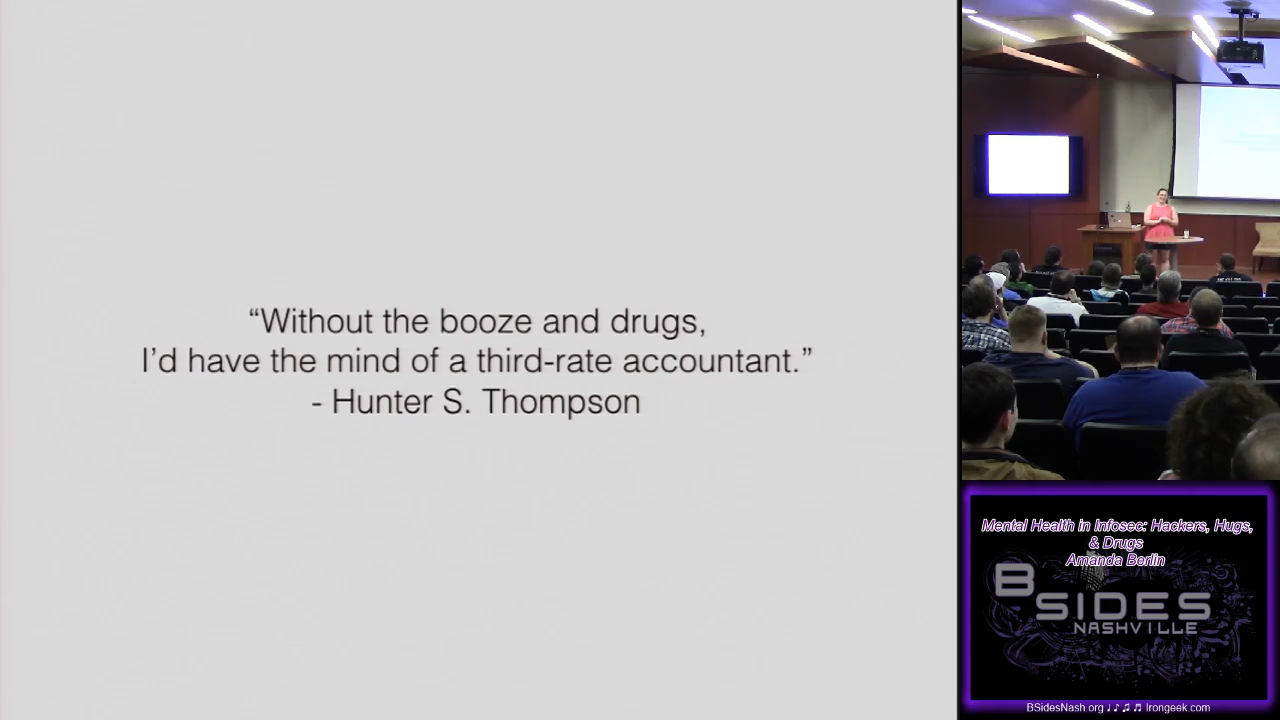 “Without the booze and drugs,
I’d have the mind of a third-rate accountant.”
- Hunter S. Thompson
Mental Health in Infosec: Hackers, Hugs,
& Drugs
Amanda Berlin
BSIDES
NASHVILLE
BSidesNash.org ♩ ♪ ♫ ♬ Irongeek.com